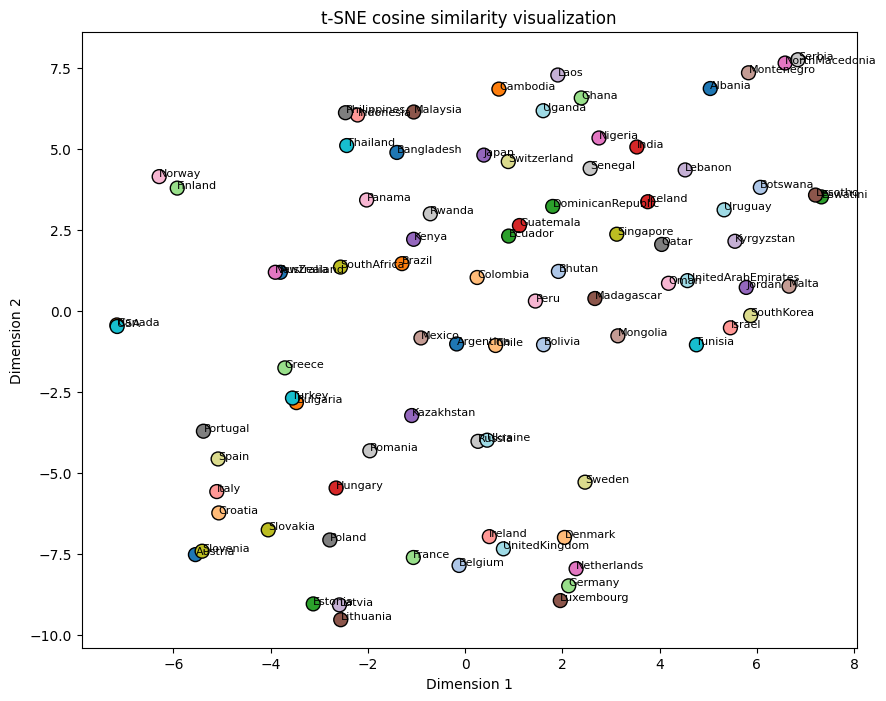 t-SNE cosine similarity visualization
Serbia
NorthMacedonia
Montenegro
Laos
Albania
Cambodia
Ghana
Philippines
Indonesia
Malaysia
Uganda
Nigeria
India
Thailand
Bangladesh
Japan
Switzerland
Senegal
Lebanon
Norway
Finland
Botswana
Lesotho
Eswatini
Panama
Rwanda
DominicanRepublic
Iceland
Uruguay
Guatemala
Ecuador
Kenya
Singapore
Qatar
Kyrgyzstan
Australia
SouthAfrica
Brazil
Colombia
Bhutan
Oman
UnitedArabEmirates
Jordan
Malta
Peru
Madagascar
SouthKorea
Israel
Canada
USA
Mexico
Argentina
Chile
Bolivia
Mongolia
Tunisia
Greece
Turkey
Bulgaria
Kazakhstan
Portugal
Russia
Ukraine
Romania
Spain
Italy
Hungary
Sweden
Croatia
Slovakia
Poland
Ireland
Denmark
UnitedKingdom
Slovenia
Austria
France
Belgium
Netherlands
Germany
Luxembourg
Estonia
Latvia
Lithuania
7.5
5.0
2.5
0.0
−2.5
−5.0
−7.5
−10.0
Dimension 2
−6
−4
−2
0
2
4
6
8
Dimension 1